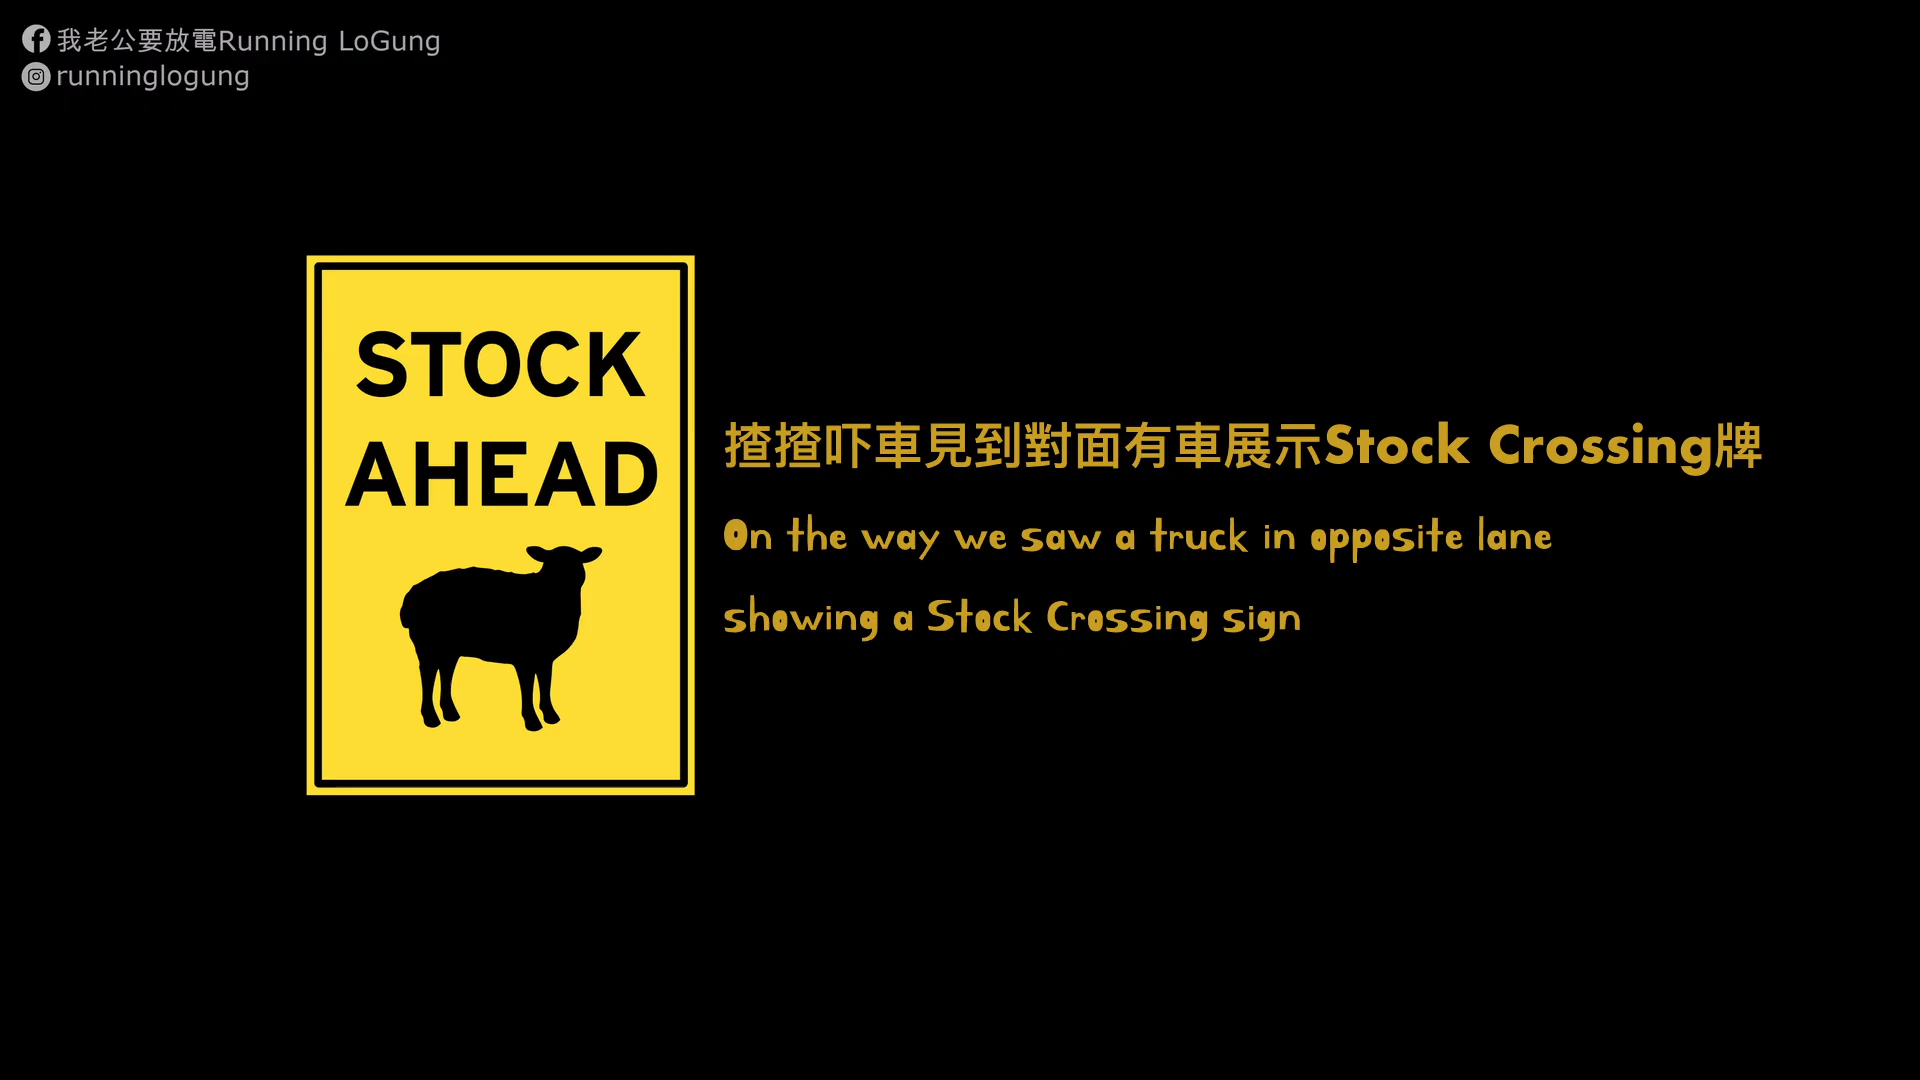 我老公要放電Running LoGung
runninglogung
STOCK
AHEAD
揸揸吓車見到對面有車展示Stock Crossing牌
On the way we saw a truck in opposite lane
showing a Stock Crossing sign